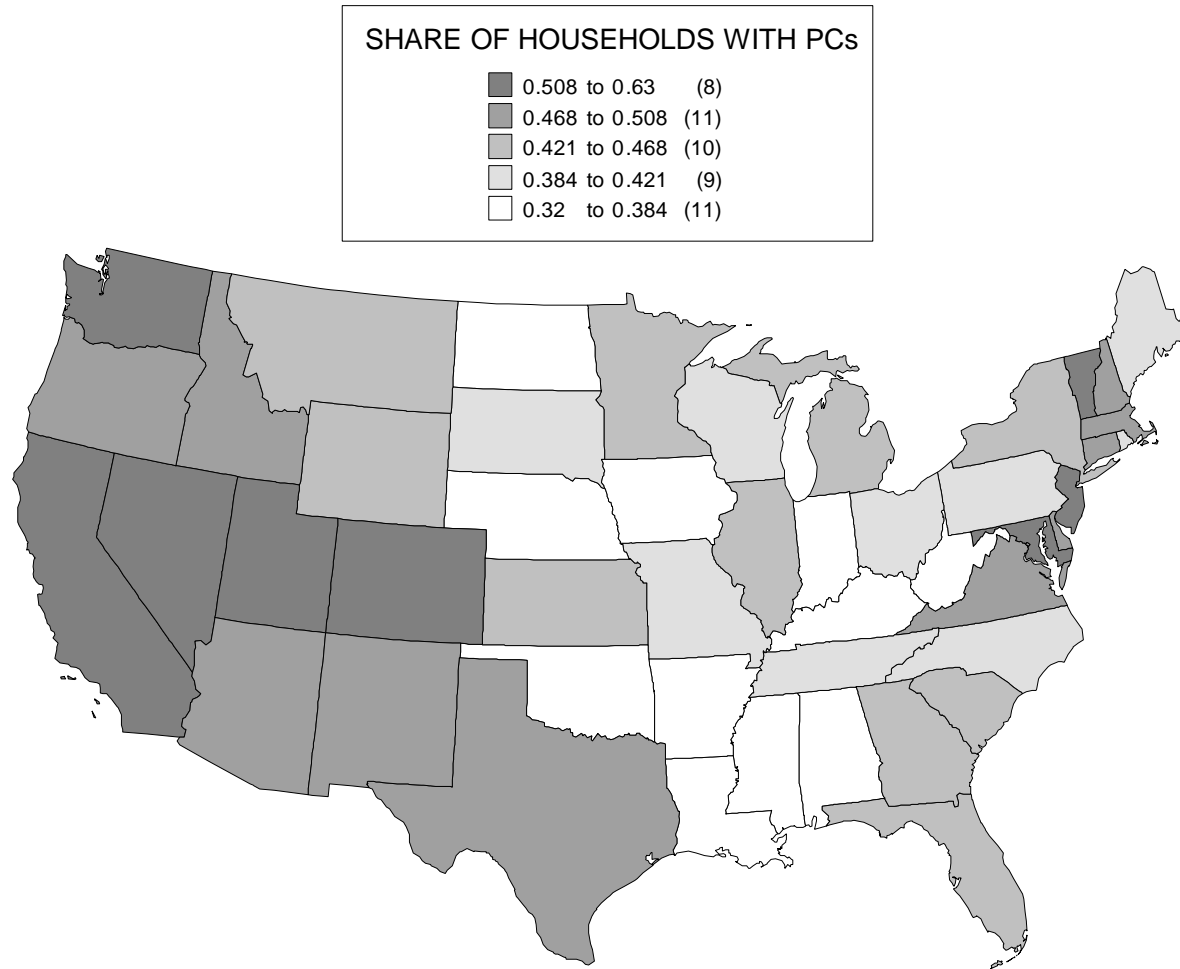 SHARE OF HOUSEHOLDS WITH PCs
0.508 to 0.63 (8)
0.468 to 0.508 (11)
0.421 to 0.468 (10)
0.384 to 0.421 (9)
0.32 to 0.384 (11)